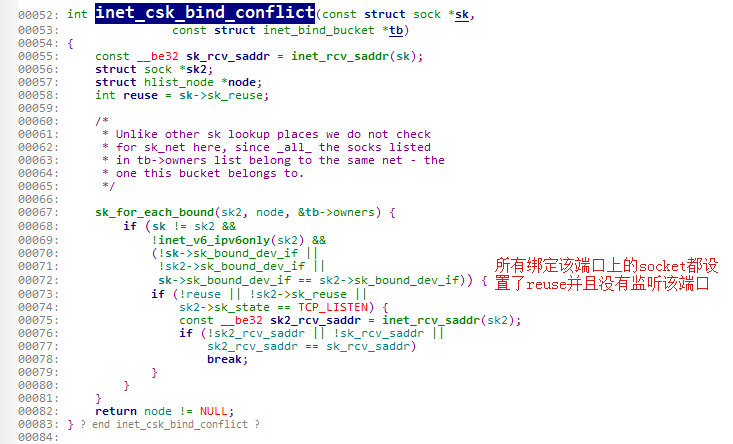 00052: int inet_csk_bind_conflict(const struct sock *sk,
00053: const struct inet_bind_bucket *tb)
00054: {
00055: const __be32 sk_rcv_saddr = inet_rcv_saddr(sk);
00056: struct sock *sk2;
00057: struct hlist_node *node;
00058: int reuse = sk->sk_reuse;
00059:
00060: /*
00061: * Unlike other sk lookup places we do not check
00062: * for sk_net here, since _all_ the socks listed
00063: * in tb->owners list belong to the same net - the
00064: * one this bucket belongs to.
00065: */
00066:
00067: sk_for_each_bound(sk2, node, &tb->owners) {
00068: if (sk != sk2 &&
00069: !inet_v6_ipv6only(sk2) &&
00070: (!sk->sk_bound_dev_if ||
00071: !sk2->sk_bound_dev_if ||
00072: sk->sk_bound_dev_if == sk2->sk_bound_dev_if)) {
00073: if (!reuse || !sk2->sk_reuse ||
00074: sk2->sk_state == TCP_LISTEN) {
00075: const __be32 sk2_rcv_saddr = inet_rcv_saddr(sk2);
00076: if (!sk2_rcv_saddr || !sk_rcv_saddr ||
00077: sk2_rcv_saddr == sk_rcv_saddr)
00078: break;
00079: }
00080: }
00081: }
00082: return node != NULL;
00083: } ? end inet_csk_bind_conflict ?
00084:
所有绑定该端口上的socket都设
置了reuse并且没有监听该端口